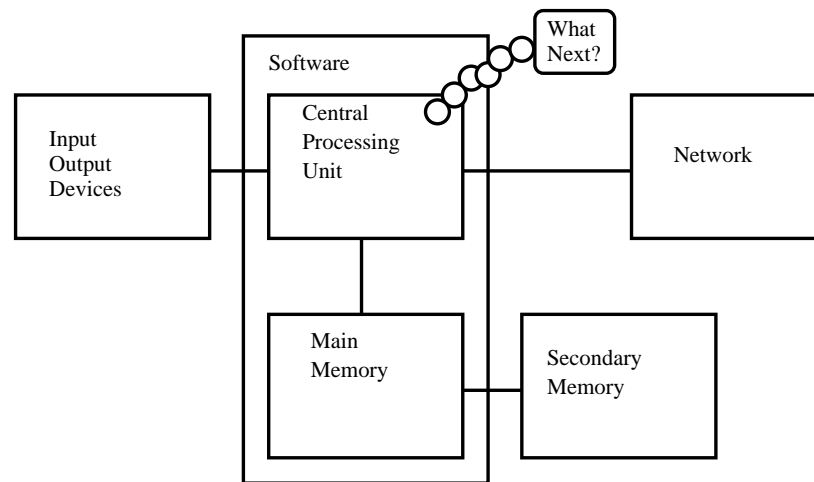 What
Next?
Software
Input
Output
Devices
Central
Processing
Unit
Network
Main
Memory
Secondary
Memory